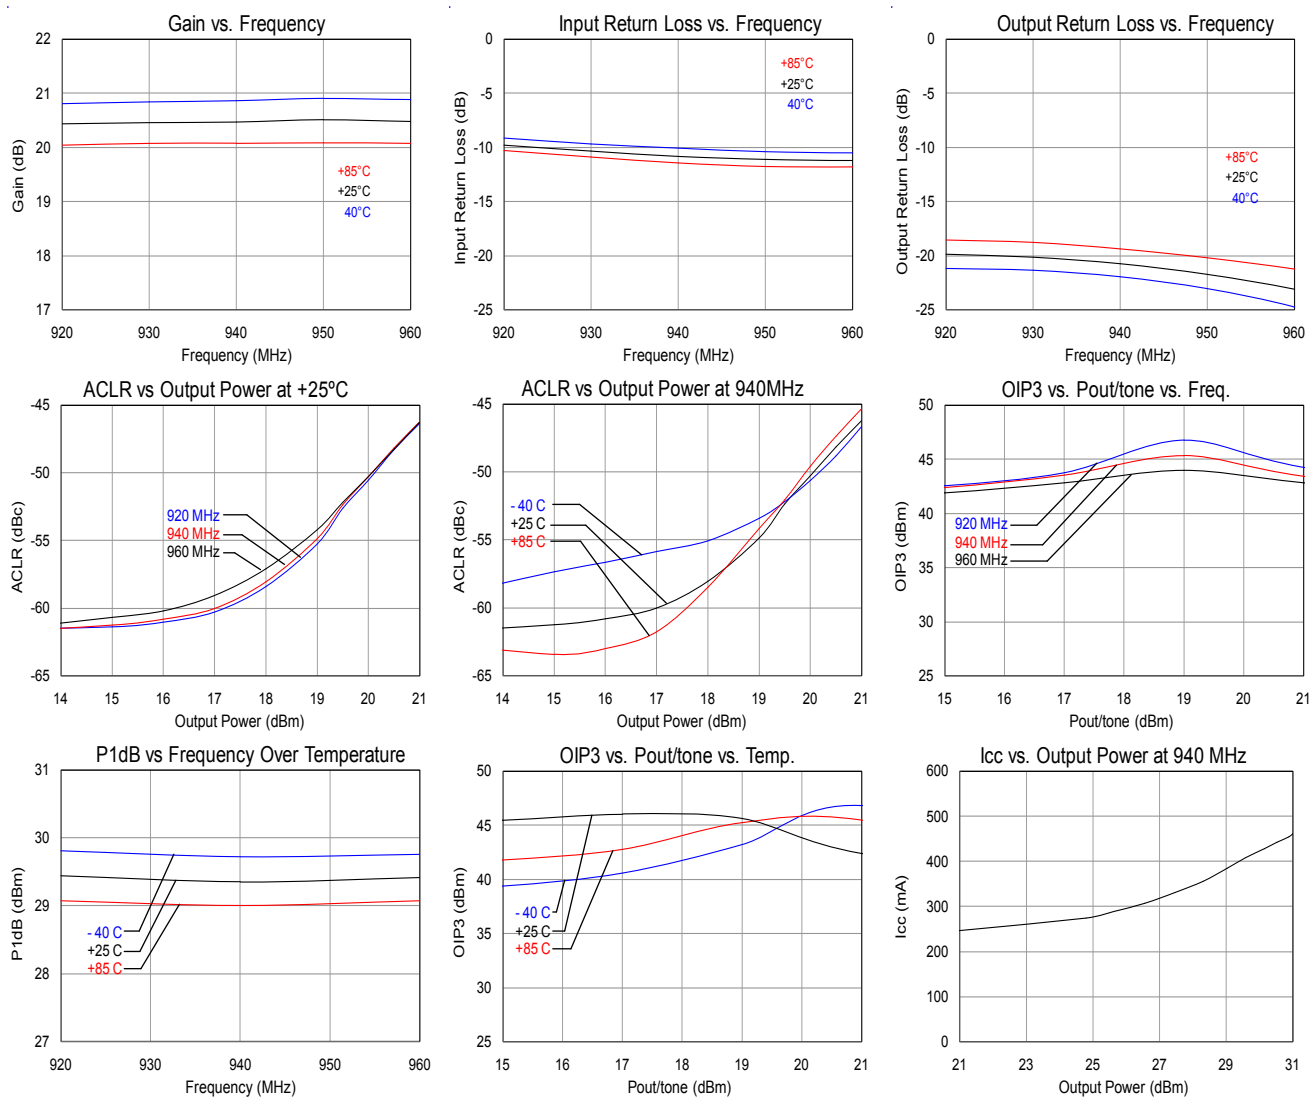 Gain vs. Frequency
22
21
20
19
18
17
Gain (dB)
+85°C
+25°C
40°C
920 930 940 950 960
Frequency (MHz)
Input Return Loss vs. Frequency
0
-5
-10
-15
-20
-25
Input Return Loss (dB)
+85°C
+25°C
40°C
920 930 940 950 960
Frequency (MHz)
Output Return Loss vs. Frequency
0
-5
-10
-15
-20
-25
Output Return Loss (dB)
+85°C
+25°C
40°C
920 930 940 950 960
Frequency (MHz)
ACLR vs Output Power at +25ºC
-45
-50
-55
-60
-65
ACLR (dBc)
920 MHz
940 MHz
960 MHz
14 15 16 17 18 19 20 21
Output Power (dBm)
ACLR vs Output Power at 940MHz
-45
-50
-55
-60
-65
ACLR (dBc)
- 40 C
+25 C
+85 C
14 15 16 17 18 19 20 21
Output Power (dBm)
OIP3 vs. Pout/tone vs. Freq.
50
45
40
35
30
25
OIP3 (dBm)
920 MHz
940 MHz
960 MHz
15 16 17 18 19 20 21
Pout/tone (dBm)
P1dB vs Frequency Over Temperature
31
30
29
28
27
P1dB (dBm)
- 40 C
+25 C
+85 C
920 930 940 950 960
Frequency (MHz)
OIP3 vs. Pout/tone vs. Temp.
50
45
40
35
30
25
OIP3 (dBm)
- 40 C
+25 C
+85 C
15 16 17 18 19 20 21
Pout/tone (dBm)
Icc vs. Output Power at 940 MHz
600
500
400
300
200
100
0
Icc (mA)
21 23 25 27 29 31
Output Power (dBm)